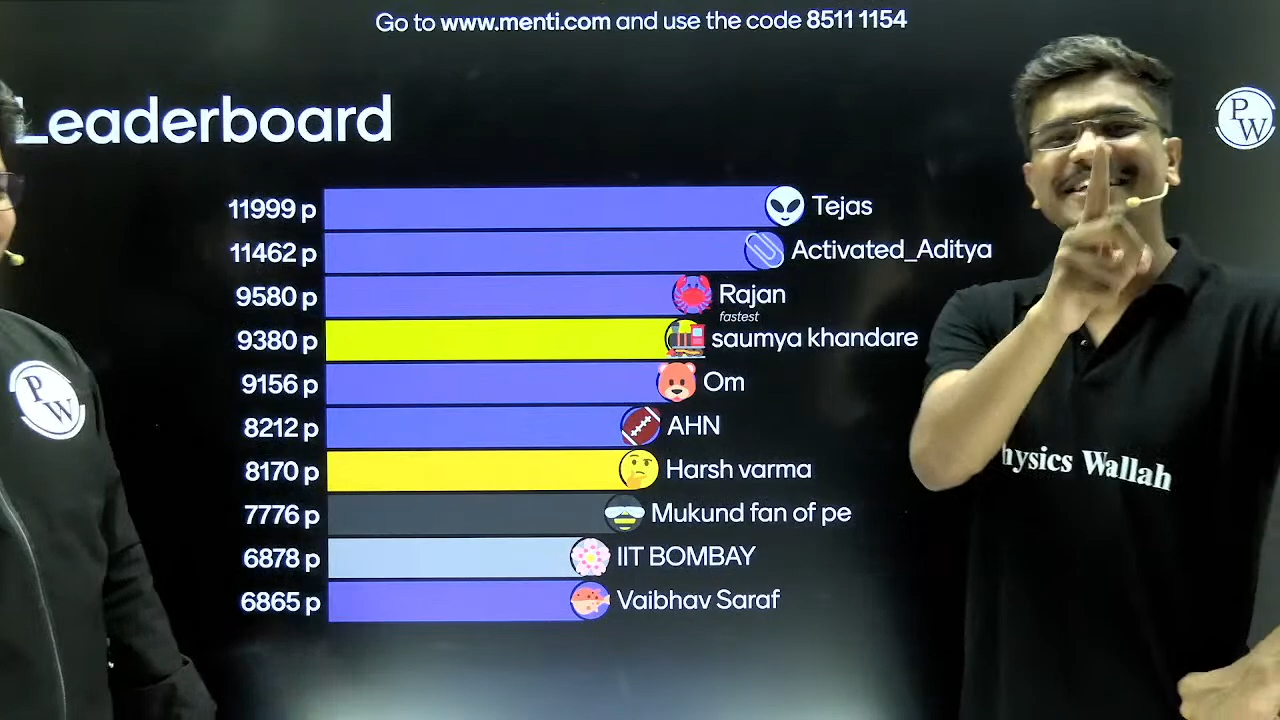 Go to www.menti.com and use the code 8511 1154
Leaderboard
11999 p Tejas
11462 p Activated_Aditya
9580 p Rajan
fastest
9380 p saumya khandare
9156 p Om
8212 p AHN
8170 p Harsh varma
7776 p Mukund fan of pe
6878 p IIT BOMBAY
6865 p Vaibhav Saraf
PW
PW
hysics Wallah